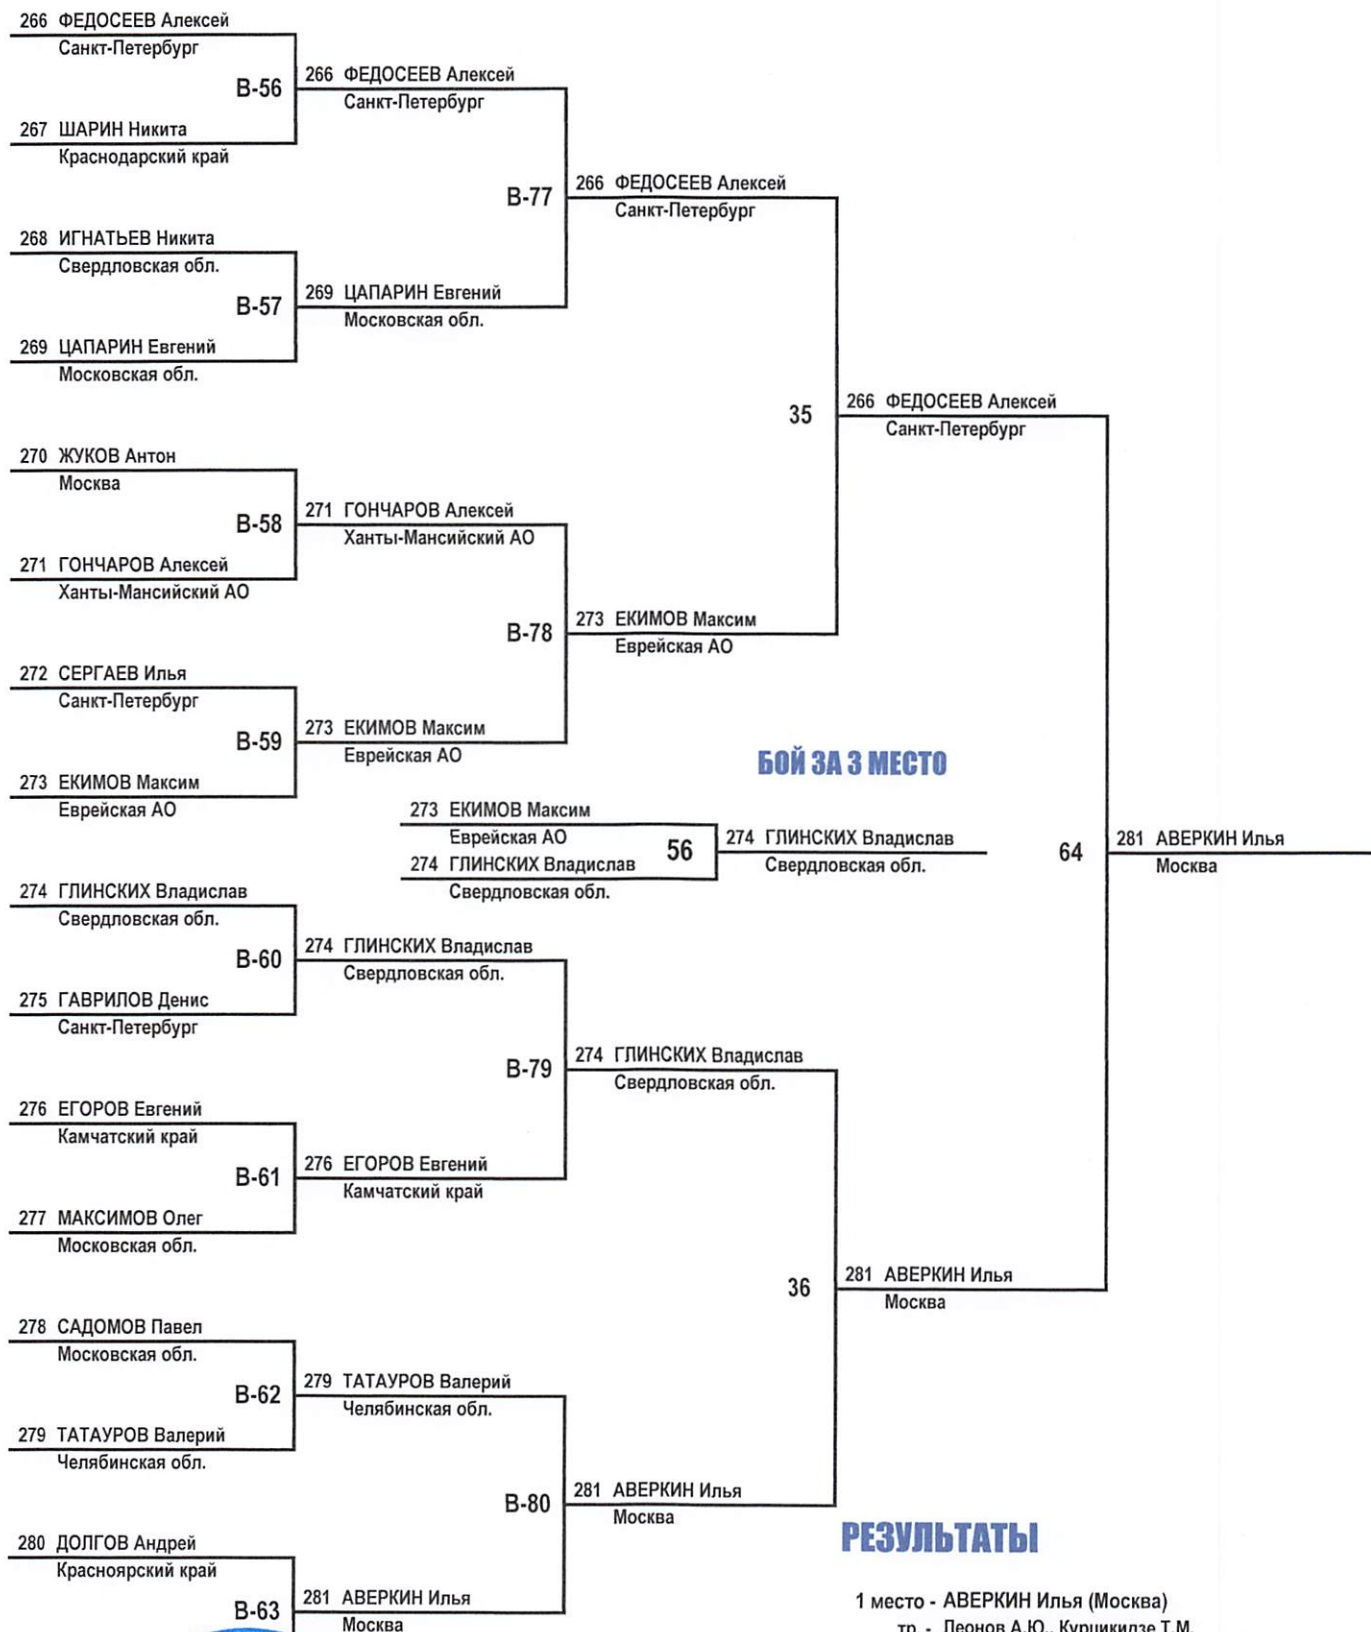 266 ФЕДОСЕЕВ Алексей
Санкт-Петербург
В-56
267 ШАРИН Никита
Краснодарский край
266 ФЕДОСЕЕВ Алексей
Санкт-Петербург
В-77
268 ИГНАТЬЕВ Никита
Свердловская обл.
В-57
269 ЦАПАРИН Евгений
Московская обл.
269 ЦАПАРИН Евгений
Московская обл.
266 ФЕДОСЕЕВ Алексей
Санкт-Петербург
35
270 ЖУКОВ Антон
Москва
В-58
271 ГОНЧАРОВ Алексей
Ханты-Мансийский АО
271 ГОНЧАРОВ Алексей
Ханты-Мансийский АО
В-78
272 СЕРГАЕВ Илья
Санкт-Петербург
В-59
273 ЕКИМОВ Максим
Еврейская АО
273 ЕКИМОВ Максим
Еврейская АО
273 ЕКИМОВ Максим
Еврейская АО
266 ФЕДОСЕЕВ Алексей
Санкт-Петербург
БОЙ ЗА 3 МЕСТО
273 ЕКИМОВ Максим
Еврейская АО
56
274 ГЛИНСКИХ Владислав
Свердловская обл.
274 ГЛИНСКИХ Владислав
Свердловская обл.
64
281 АВЕРКИН Илья
Москва
274 ГЛИНСКИХ Владислав
Свердловская обл.
В-60
275 ГАВРИЛОВ Денис
Санкт-Петербург
274 ГЛИНСКИХ Владислав
Свердловская обл.
В-79
276 ЕГОРОВ Евгений
Камчатский край
В-61
277 МАКСИМОВ Олег
Московская обл.
276 ЕГОРОВ Евгений
Камчатский край
274 ГЛИНСКИХ Владислав
Свердловская обл.
36
281 АВЕРКИН Илья
Москва
278 САДОМОВ Павел
Московская обл.
В-62
279 ТАТАУРОВ Валерий
Челябинская обл.
279 ТАТАУРОВ Валерий
Челябинская обл.
В-80
281 АВЕРКИН Илья
Москва
280 ДОЛГОВ Андрей
Красноярский край
В-63
281 АВЕРКИН Илья
Москва
РЕЗУЛЬТАТЫ
1 место - АВЕРКИН Илья (Москва)
тр. - Леонов А.Ю., Курцикидзе Т.М.